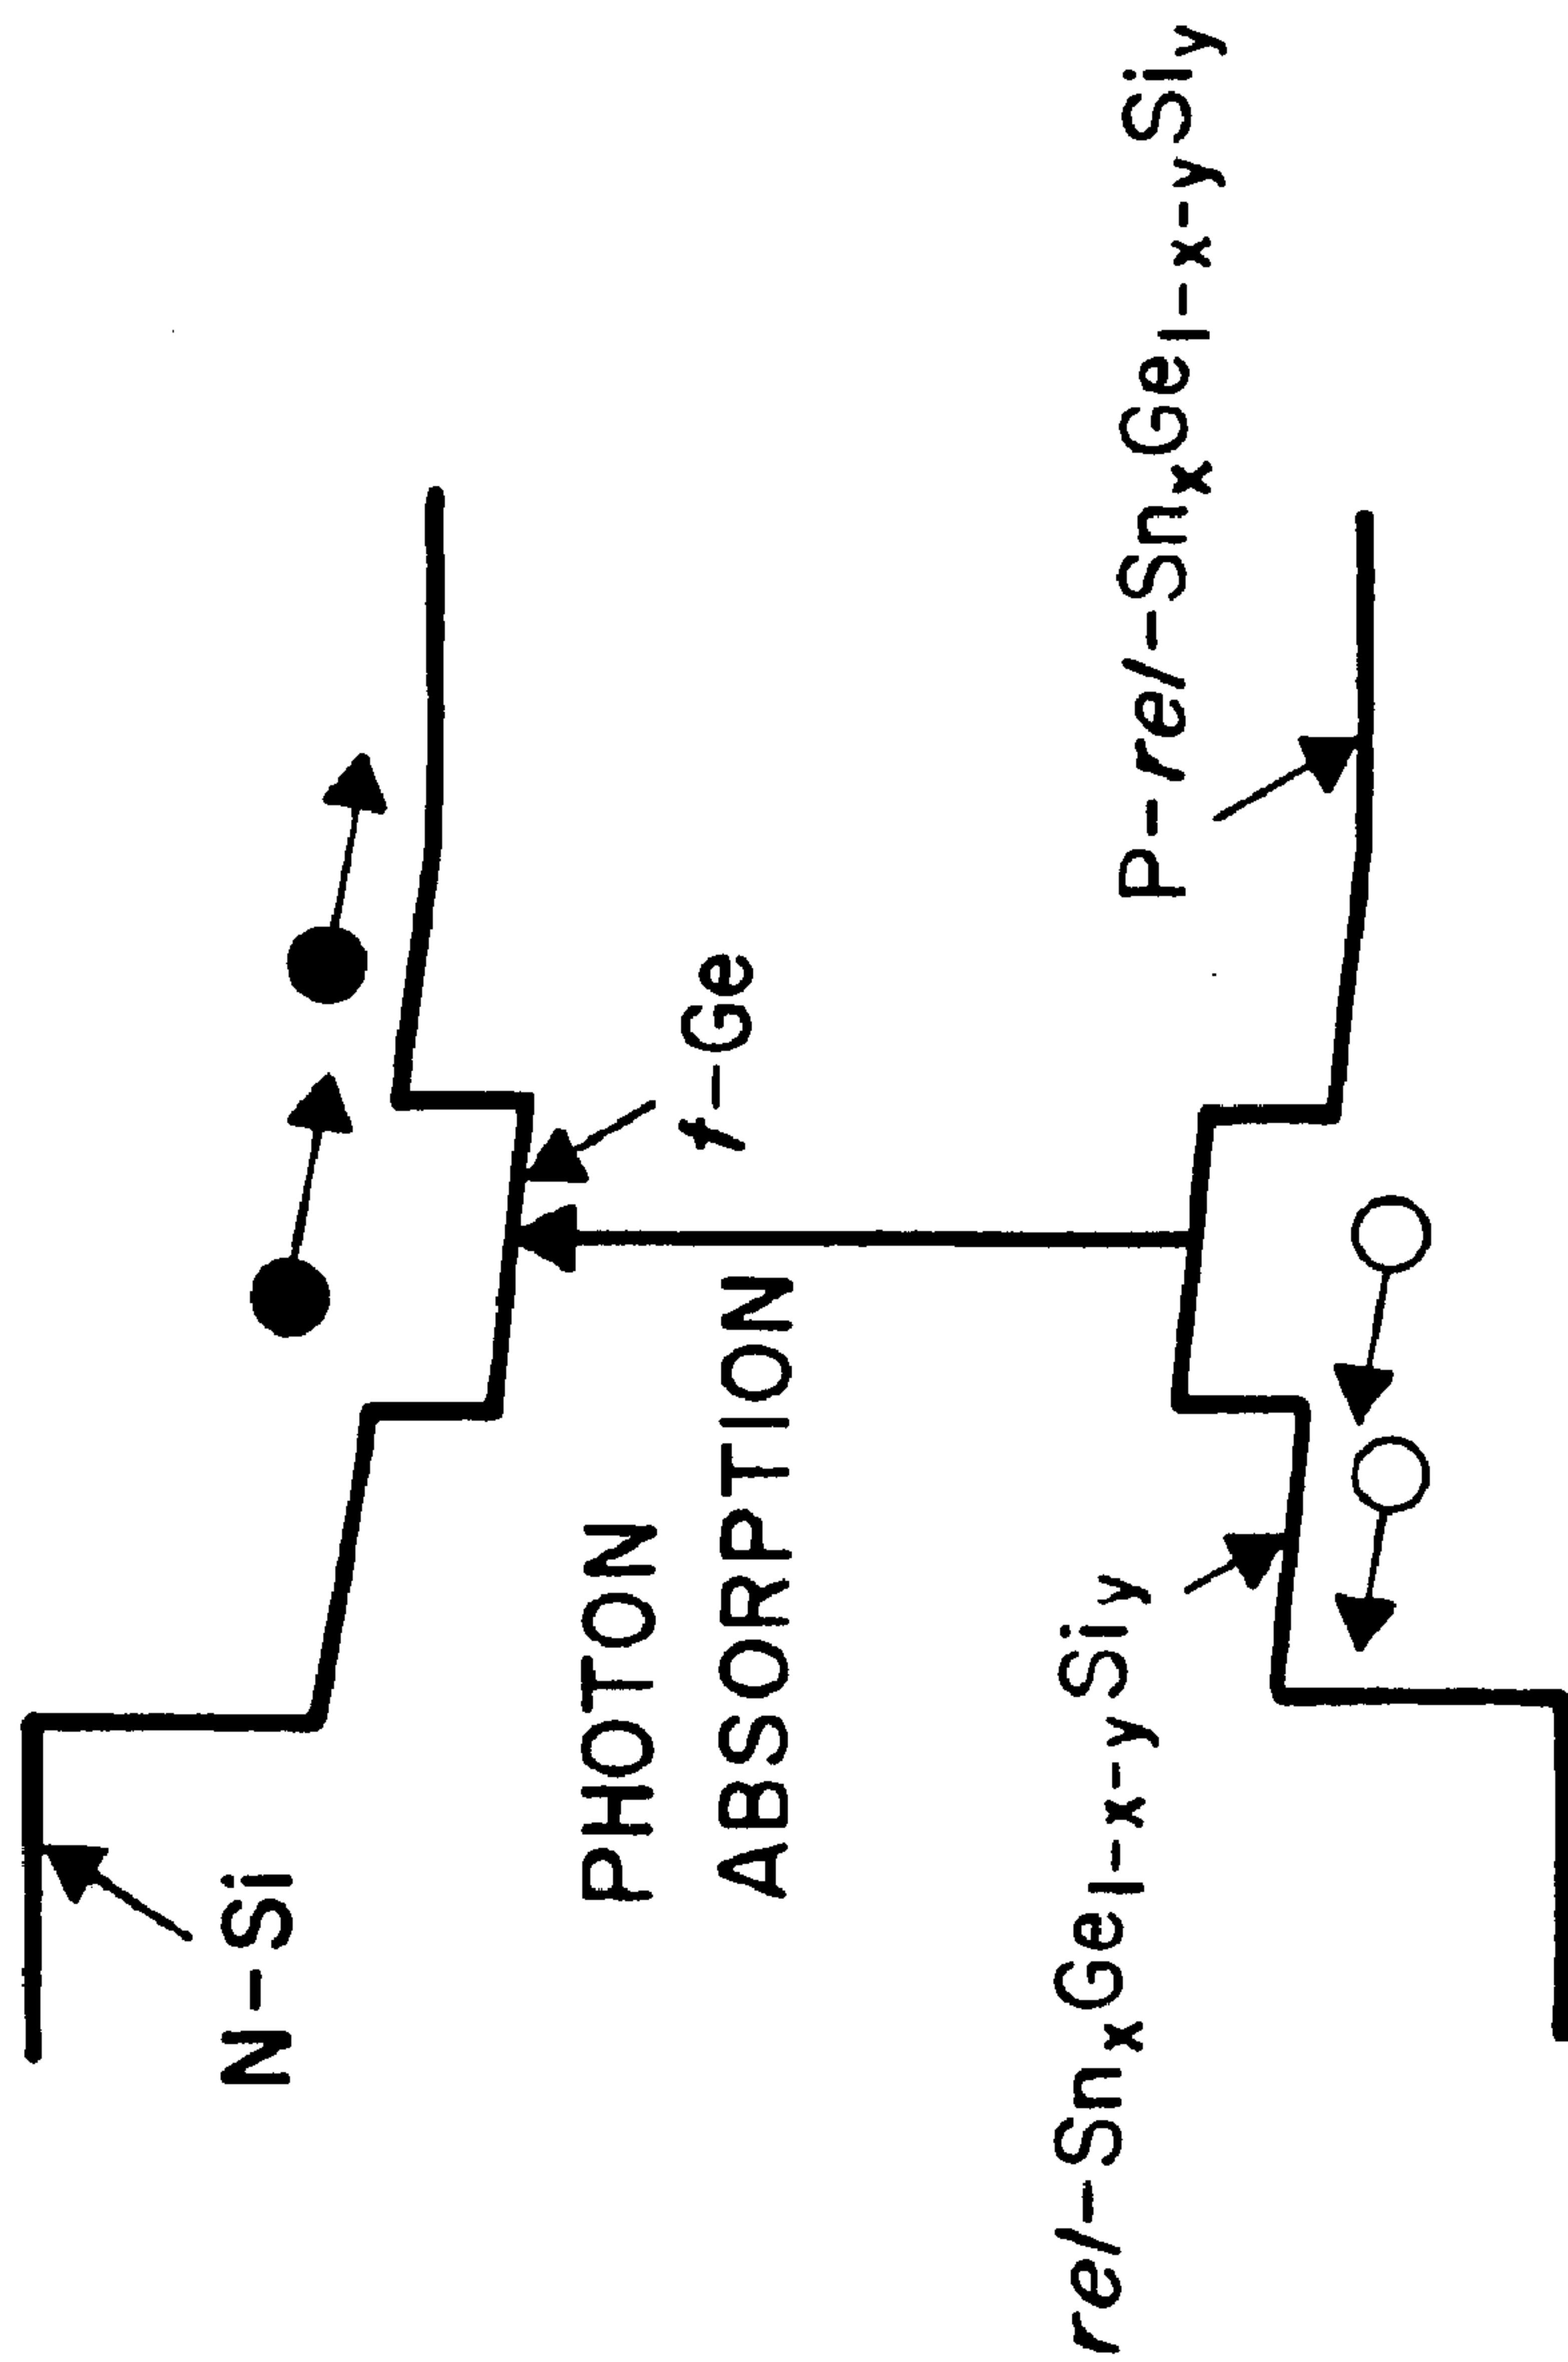 N-Si
PHOTON
ABSORPTION
t-Ge
rel-SnxGe1-x-ySiy
P-rel-SnxGe1-x-ySiy